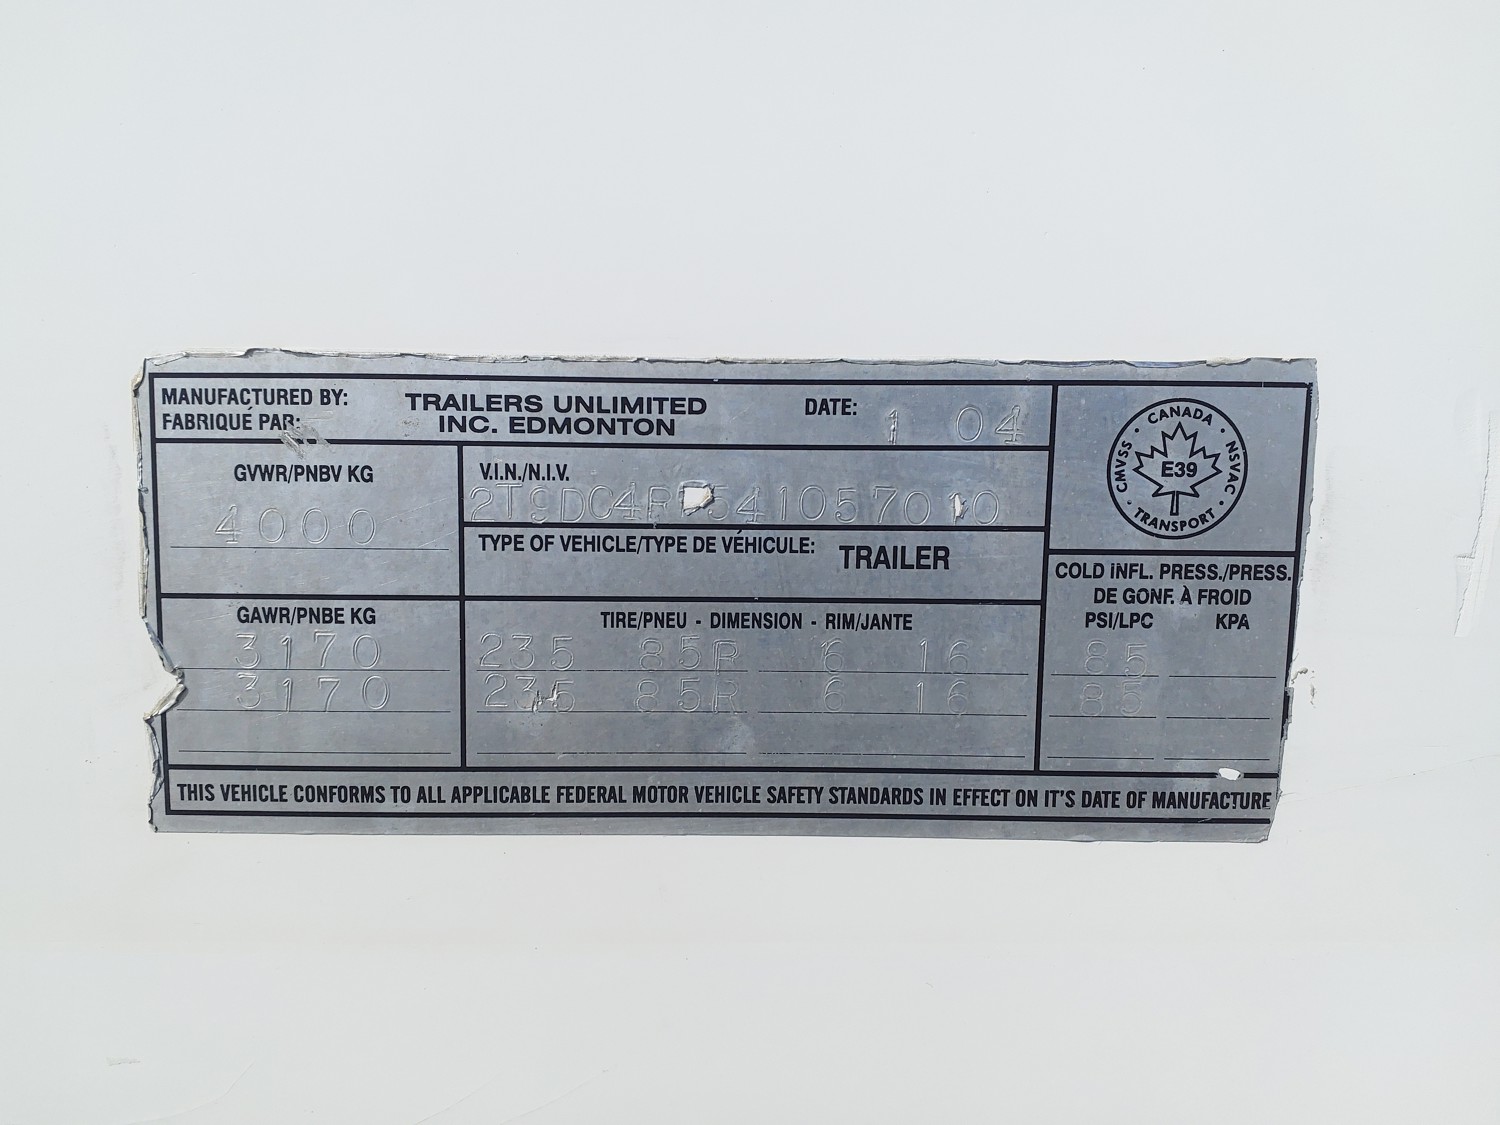 MANUFACTURED BY:
FABRIQUÉ PAR:
TRAILERS UNLIMITED
INC. EDMONTON
DATE: 1 04
GVWR/PNBV KG
4000
V.I.N./N.I.V.
TYPE OF VEHICLE/TYPE DE VÉHICULE: TRAILER
CANADA
CMVSS
NSVAC
E39
TRANSPORT
GAWR/PNBE KG
TIRE/PNEU - DIMENSION - RIM/JANTE
COLD INFL. PRESS./PRESS.
DE GONF. À FROID
PSI/LPC KPA
3170 235 85R 6 16 85
3170 235 85R 6 16 85
THIS VEHICLE CONFORMS TO ALL APPLICABLE FEDERAL MOTOR VEHICLE SAFETY STANDARDS IN EFFECT ON IT'S DATE OF MANUFACTURE